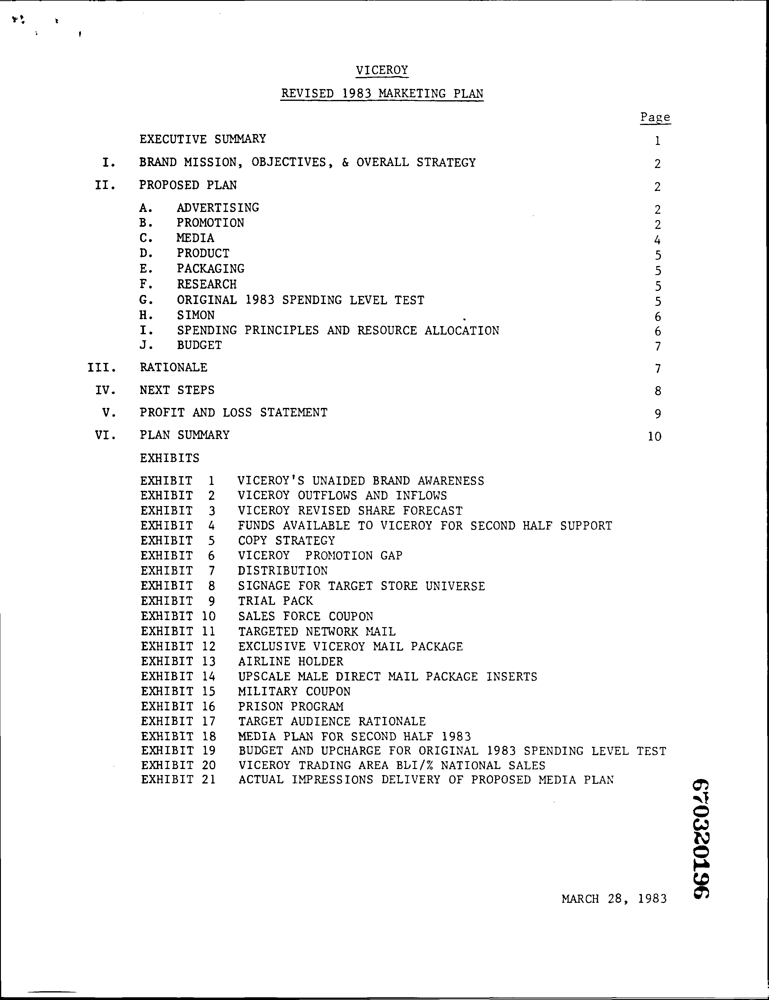 VICEROY
REVISED 1983 MARKETING PLAN
Page
EXECUTIVE SUMMARY 1
I. BRAND MISSION, OBJECTIVES, & OVERALL STRATEGY 2
II. PROPOSED PLAN 2
A. ADVERTISING 2
B. PROMOTION 2
C. MEDIA 4
D. PRODUCT 5
E. PACKAGING 5
F. RESEARCH 5
G. ORIGINAL 1983 SPENDING LEVEL TEST 5
H. SIMON 6
I. SPENDING PRINCIPLES AND RESOURCE ALLOCATION 6
J. BUDGET 7
III. RATIONALE 7
IV. NEXT STEPS 8
V. PROFIT AND LOSS STATEMENT 9
VI. PLAN SUMMARY 10
EXHIBITS
EXHIBIT 1 VICEROY'S UNAIDED BRAND AWARENESS
EXHIBIT 2 VICEROY OUTFLOWS AND INFLOWS
EXHIBIT 3 VICEROY REVISED SHARE FORECAST
EXHIBIT 4 FUNDS AVAILABLE TO VICEROY FOR SECOND HALF SUPPORT
EXHIBIT 5 COPY STRATEGY
EXHIBIT 6 VICEROY PROMOTION GAP
EXHIBIT 7 DISTRIBUTION
EXHIBIT 8 SIGNAGE FOR TARGET STORE UNIVERSE
EXHIBIT 9 TRIAL PACK
EXHIBIT 10 SALES FORCE COUPON
EXHIBIT 11 TARGETED NETWORK MAIL
EXHIBIT 12 EXCLUSIVE VICEROY MAIL PACKAGE
EXHIBIT 13 AIRLINE HOLDER
EXHIBIT 14 UPSCALE MALE DIRECT MAIL PACKAGE INSERTS
EXHIBIT 15 MILITARY COUPON
EXHIBIT 16 PRISON PROGRAM
EXHIBIT 17 TARGET AUDIENCE RATIONALE
EXHIBIT 18 MEDIA PLAN FOR SECOND HALF 1983
EXHIBIT 19 BUDGET AND UPCHARGE FOR ORIGINAL 1983 SPENDING LEVEL TEST
EXHIBIT 20 VICEROY TRADING AREA BLI/% NATIONAL SALES
EXHIBIT 21 ACTUAL IMPRESSIONS DELIVERY OF PROPOSED MEDIA PLAN
670320196
MARCH 28, 1983